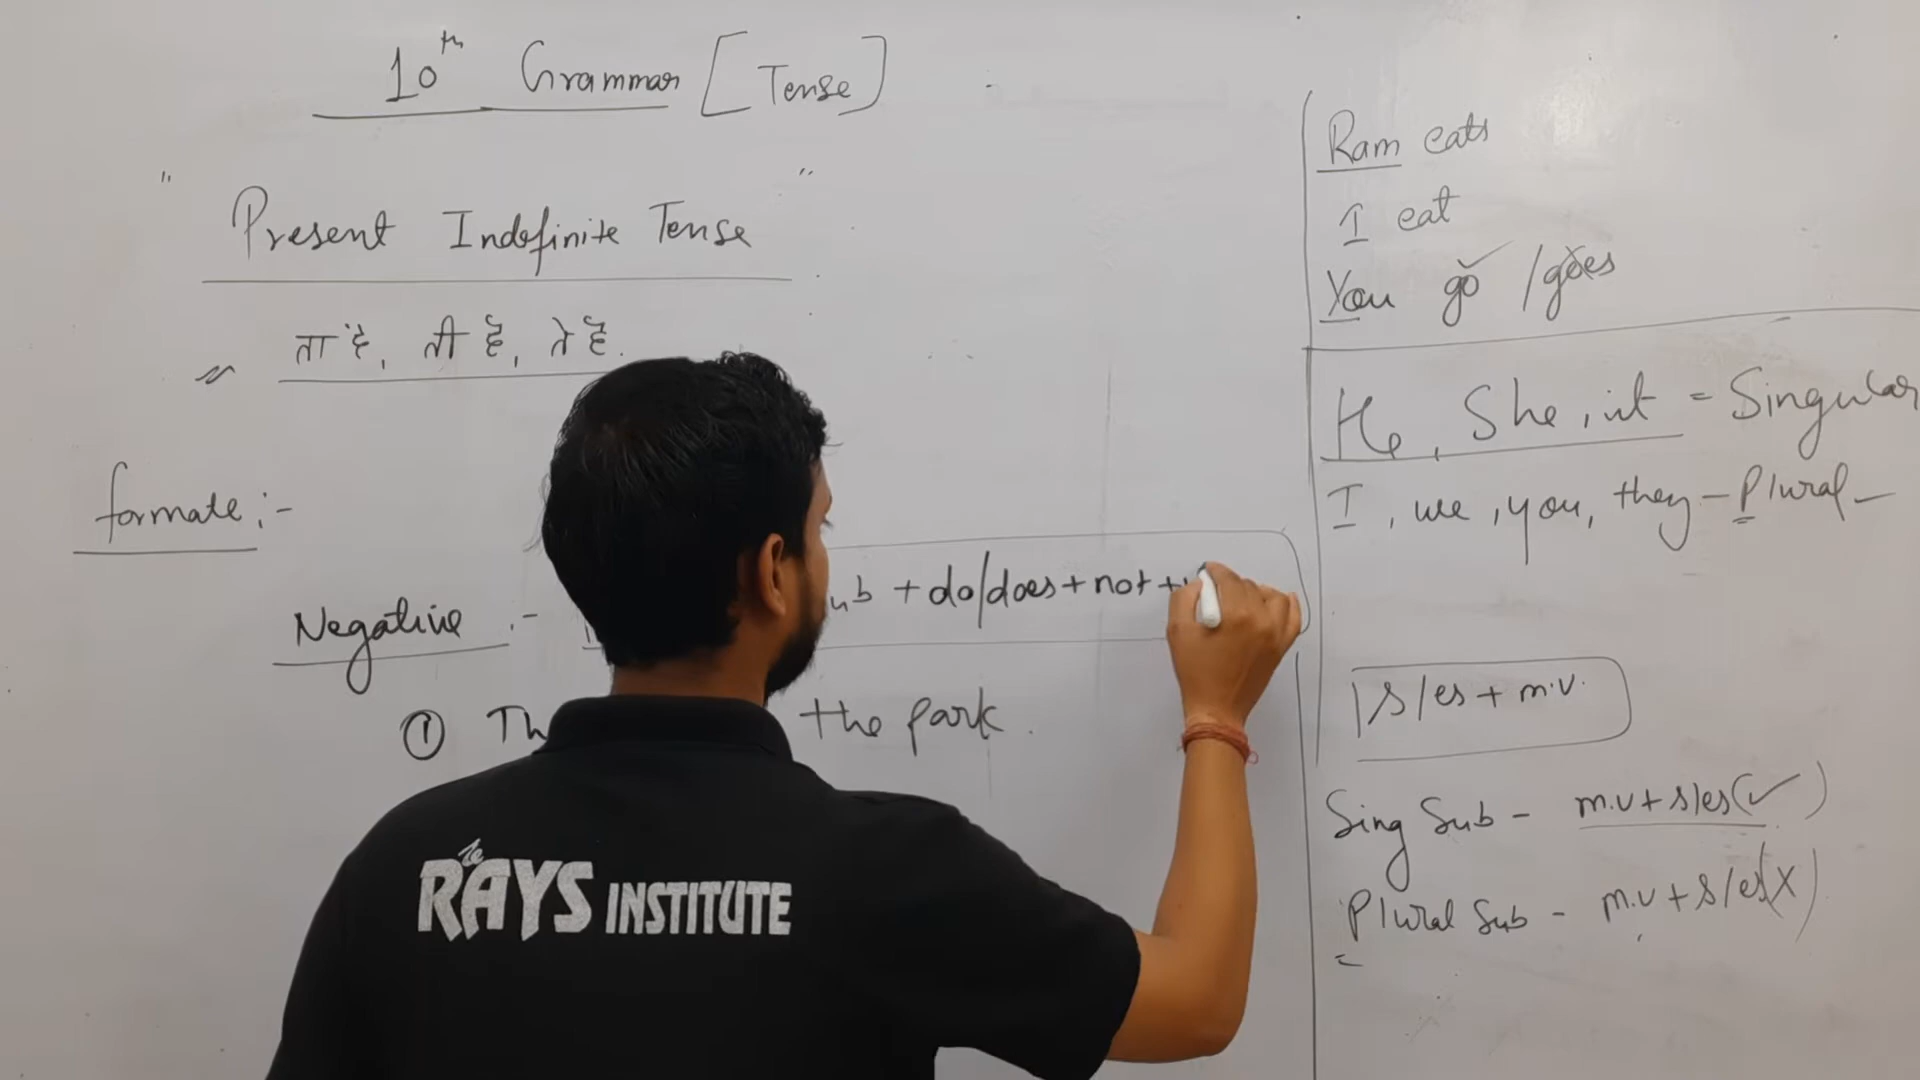 10th Grammar [Tense]
" Present Indefinite Tense "
ता है, ती है, ते हैं.
formate :-
Negative :- ub + do/does + not +
① Th the park.
Ram eats
I eat
You go / goes
He, She, it = Singular
I, we, you, they - Plural -
s/es + m.v.
Sing Sub - m.v + s/es (✓)
Plural Sub - m.v + s/es (X)
The RAYS INSTITUTE